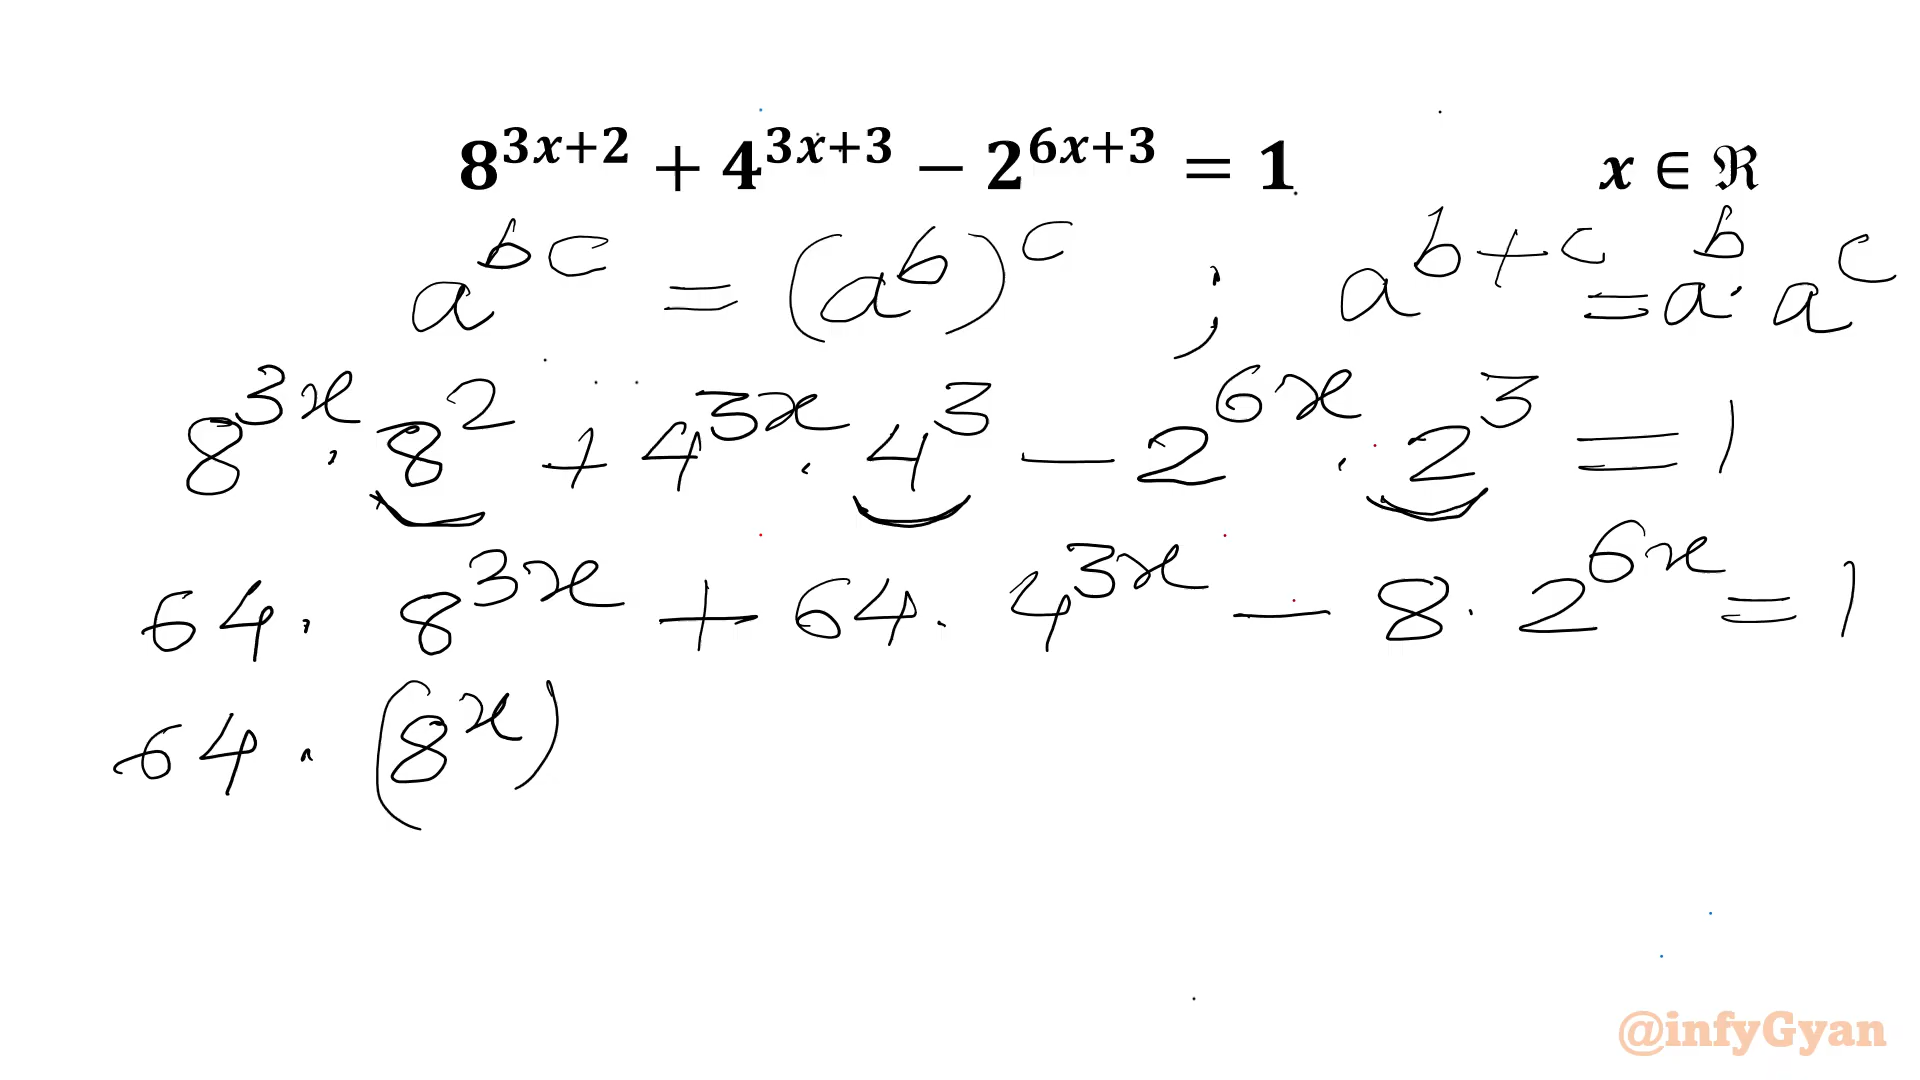 8^{3x+2} + 4^{3x+3} − 2^{6x+3} = 1 x ∈ ℜ
a^{bc} = (a^b)^c ; a^{b+c} = a^b · a^c
8^{3x} · 8^2 + 4^{3x} · 4^3 − 2^{6x} · 2^3 = 1
64 · 8^{3x} + 64 · 4^{3x} − 8 · 2^{6x} = 1
64 · (8^x)
@infyGyan